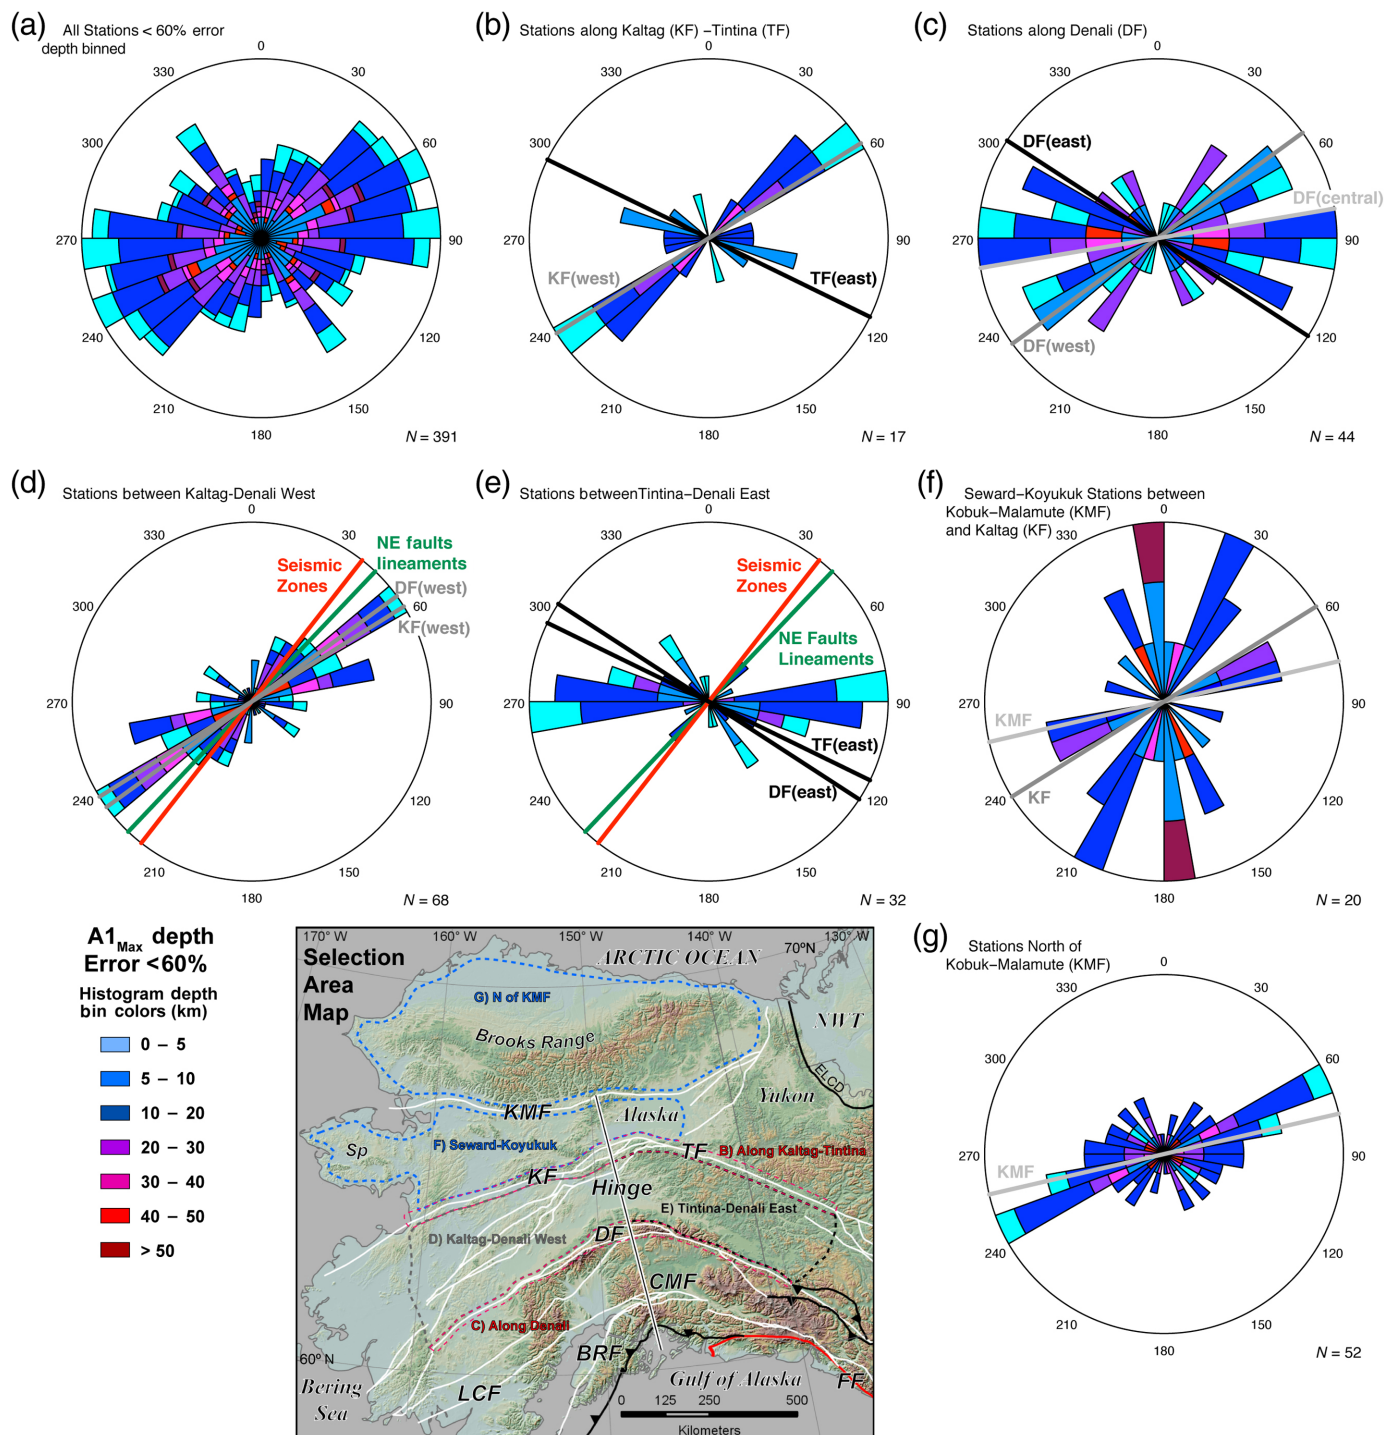 (a)
All Stations < 60% error
depth binned
0
30
60
90
120
150
180
210
240
270
300
330
N = 391
(b)
Stations along Kaltag (KF) –Tintina (TF)
0
30
60
90
120
150
180
210
240
270
300
330
KF(west)
TF(east)
N = 17
(c)
Stations along Denali (DF)
0
30
60
90
120
150
180
210
240
270
300
330
DF(east)
DF(central)
DF(west)
N = 44
(d)
Stations between Kaltag-Denali West
0
30
60
90
120
150
180
210
240
270
300
330
NE faults
lineaments
Seismic
Zones
DF(west)
KF(west)
N = 68
(e)
Stations betweenTintina–Denali East
0
30
60
90
120
150
180
210
240
270
300
330
Seismic
Zones
NE Faults
Lineaments
TF(east)
DF(east)
N = 32
(f)
Seward–Koyukuk Stations between
Kobuk–Malamute (KMF)
and Kaltag (KF)
0
30
60
90
120
150
180
210
240
270
300
330
KMF
KF
N = 20
A1Max depth
Error <60%
Histogram depth
bin colors (km)
0 – 5
5 – 10
10 – 20
20 – 30
30 – 40
40 – 50
> 50
170° W
160° W
150° W
140° W
130° W
70°N
Selection
Area
Map
ARCTIC OCEAN
G) N of KMF
NWT
Brooks Range
ELCD
Yukon
KMF
Alaska
Sp
F) Seward-Koyukuk
TF
B) Along Kaltag-Tintina
KF
Hinge
E) Tintina-Denali East
DF
D) Kaltag-Denali West
CMF
C) Along Denali
BRF
60° N
Bering
Sea
LCF
Gulf of Alaska
FF
0 125 250 500
Kilometers
(g)
Stations North of
Kobuk–Malamute (KMF)
0
30
60
90
120
150
180
210
240
270
300
330
KMF
N = 52